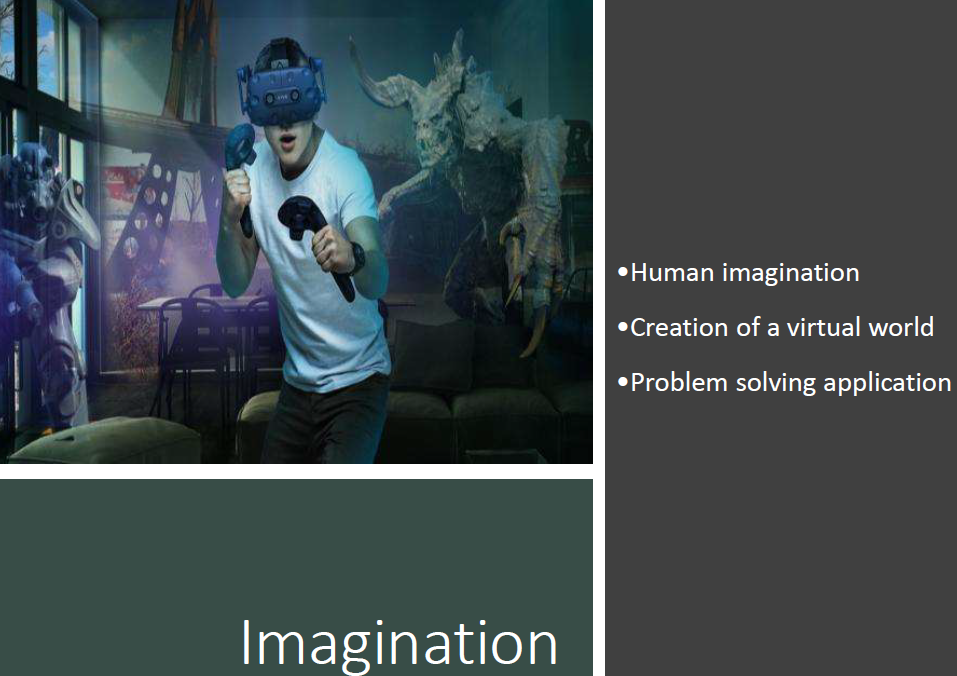 •Human imagination
•Creation of a virtual world
•Problem solving application
Imagination